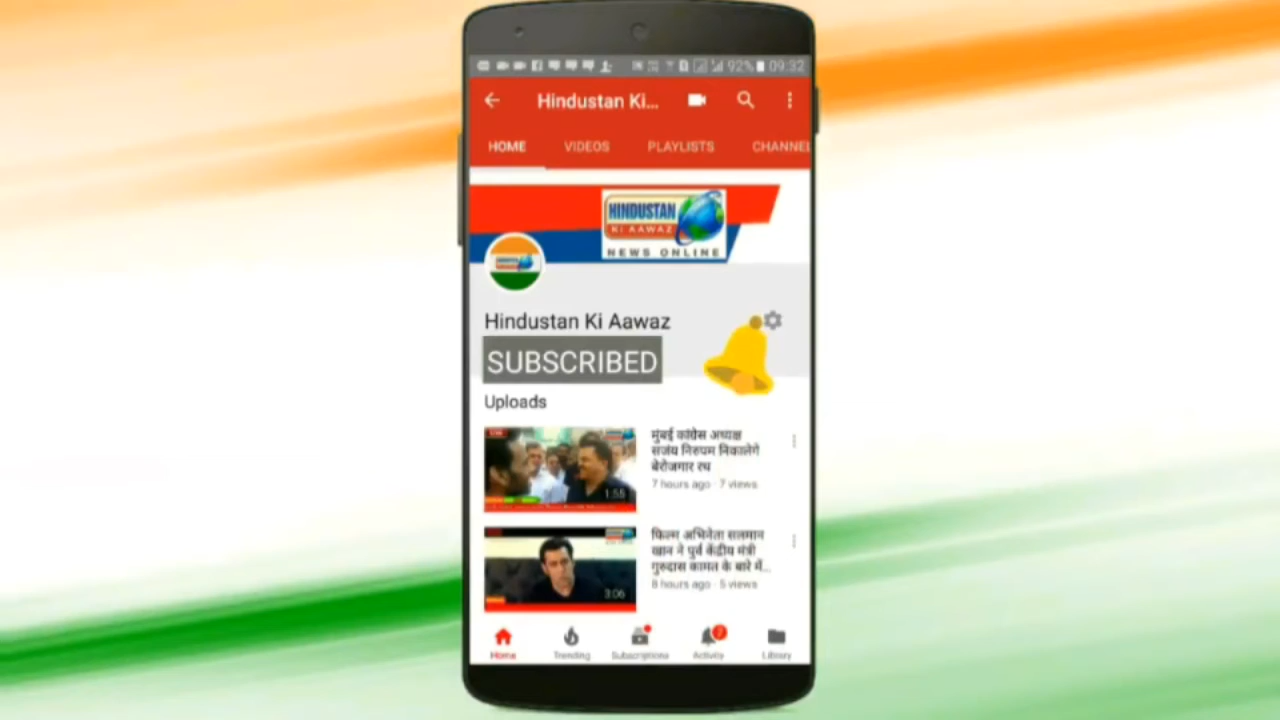 92% 09:32
Hindustan Ki...
HOME VIDEOS PLAYLISTS CHANNEL
HINDUSTAN
KI AAWAZ
NEWS ONLINE
Hindustan Ki Aawaz
SUBSCRIBED
Uploads
मुंबई कांग्रेस अध्यक्ष
संजय निरुपम निकालेंगे
बेरोजगार रथ
1:55
7 hours ago · 7 views
फिल्म अभिनेता सलमान
खान ने पुर्व केंद्रीय मंत्री
गुरुदास कामत के बारे में...
3:06
8 hours ago · 5 views
Home Trending Subscriptions Activity Library